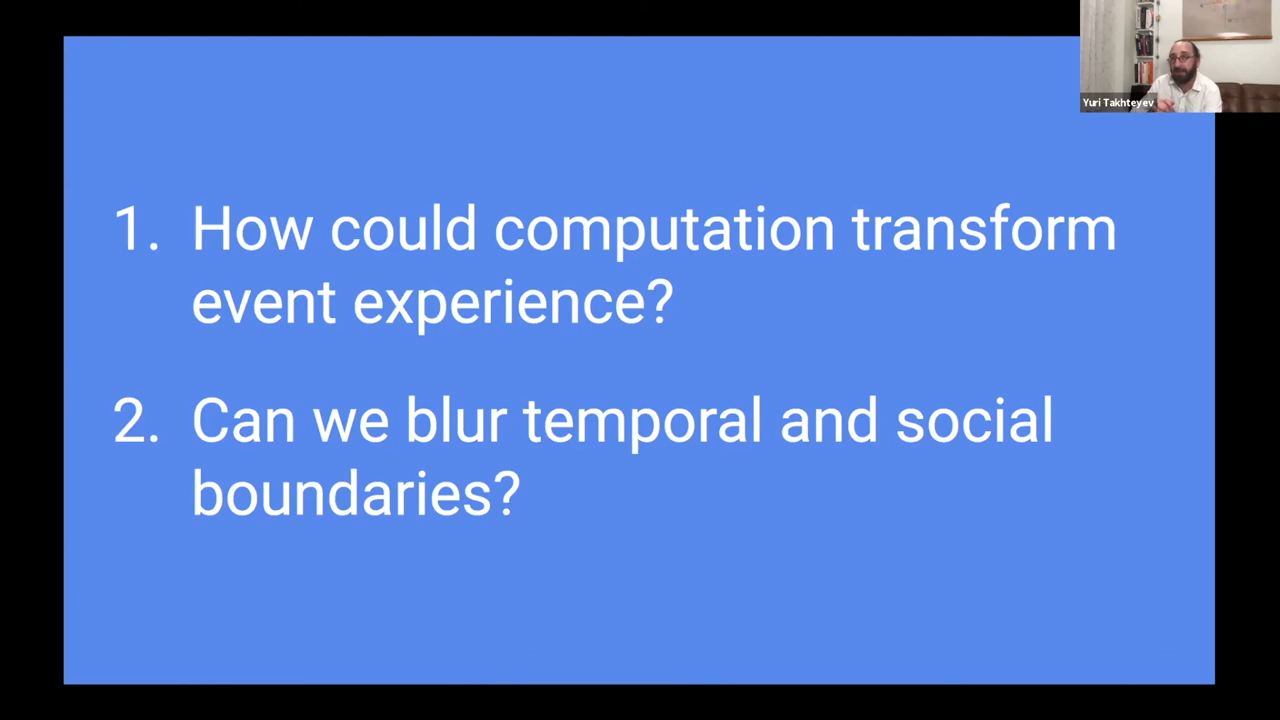 Yuri Takhteyev
1. How could computation transform
event experience?
2. Can we blur temporal and social
boundaries?